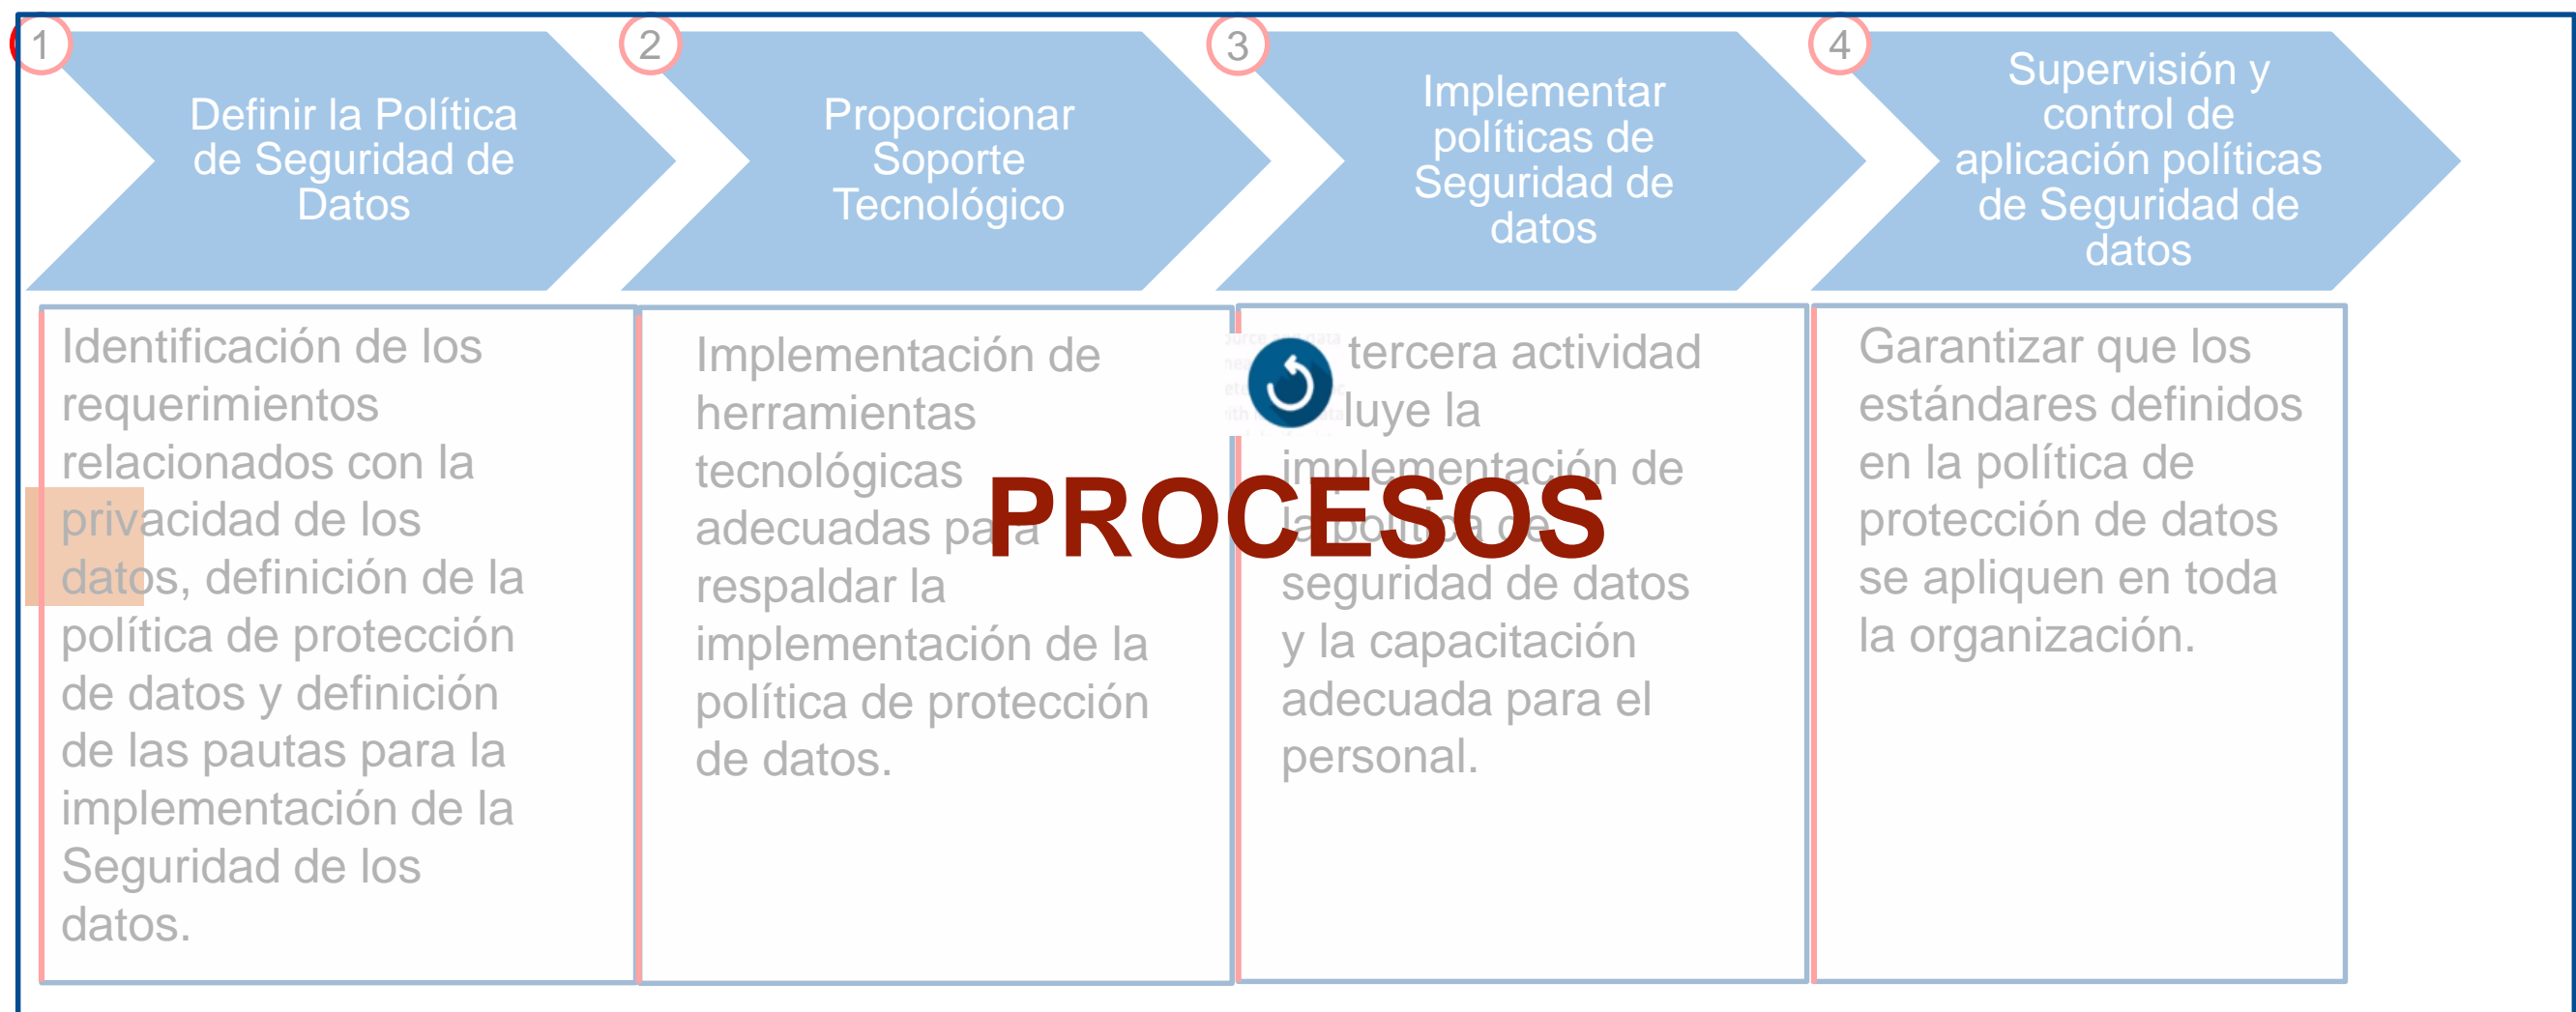 1
Definir la Política
de Seguridad de
Datos
2
Proporcionar
Soporte
Tecnológico
3
Implementar
políticas de
Seguridad de
datos
4
Supervisión y
control de
aplicación políticas
de Seguridad de
datos
Identificación de los
requerimientos
relacionados con la
privacidad de los
datos, definición de la
política de protección
de datos y definición
de las pautas para la
implementación de la
Seguridad de los
datos.
Implementación de
herramientas
tecnológicas
adecuadas para
respaldar la
implementación de la
política de protección
de datos.
tercera actividad
luye la
implementación de
la política de
seguridad de datos
y la capacitación
adecuada para el
personal.
Garantizar que los
estándares definidos
en la política de
protección de datos
se apliquen en toda
la organización.
PROCESOS